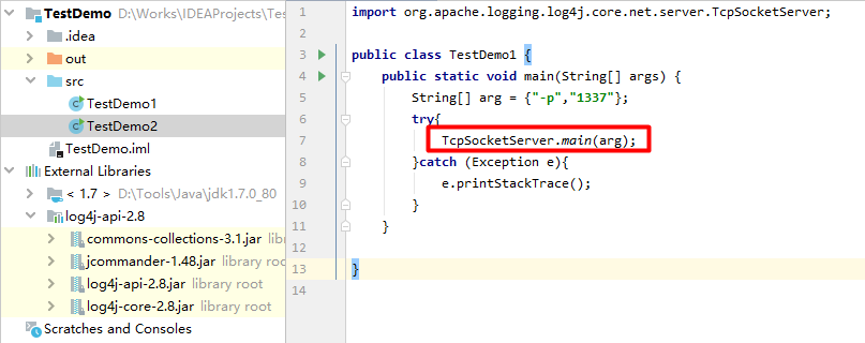 TestDemo D:\Works\IDEAProjects\Tes
.idea
out
src
TestDemo1
TestDemo2
TestDemo.iml
External Libraries
< 1.7 > D:\Tools\Java\jdk1.7.0_80
log4j-api-2.8
commons-collections-3.1.jar libr
jcommander-1.48.jar library root
log4j-api-2.8.jar library root
log4j-core-2.8.jar library root
Scratches and Consoles
1 import org.apache.logging.log4j.core.net.server.TcpSocketServer;
2
3 public class TestDemo1 {
4 public static void main(String[] args) {
5 String[] arg = {"-p","1337"};
6 try{
7 TcpSocketServer.main(arg);
8 }catch (Exception e){
9 e.printStackTrace();
10 }
11 }
12
13 }
14